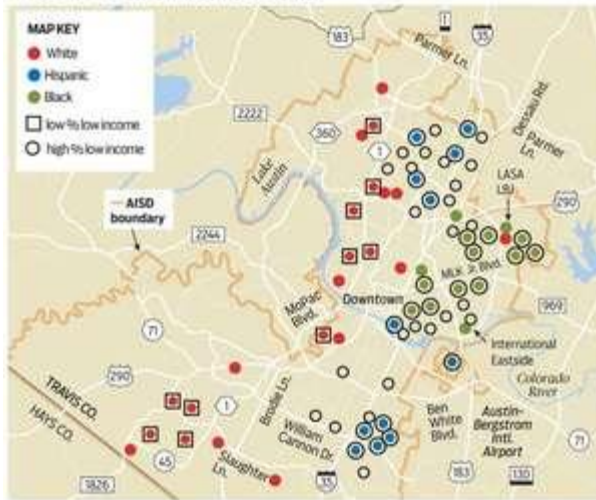 MAP KEY
White
Hispanic
Black
low % low income
high % low income
183
1
35
Parmer Ln.
Dessau Rd.
Parmer
Ln.
2222
360
1
Lake
Austin
LASA
LBJ
290
AISD
boundary
2244
MLK Jr. Blvd.
MoPac
Blvd.
Downtown
969
71
International
Eastside
290
Colorado
River
TRAVIS CO.
HAYS CO.
1
Brodie Ln.
William
Cannon Dr.
Ben
White
Blvd.
Austin-
Bergstrom
Intl.
Airport
45
Slaughter
Ln.
1826
35
183
130
71